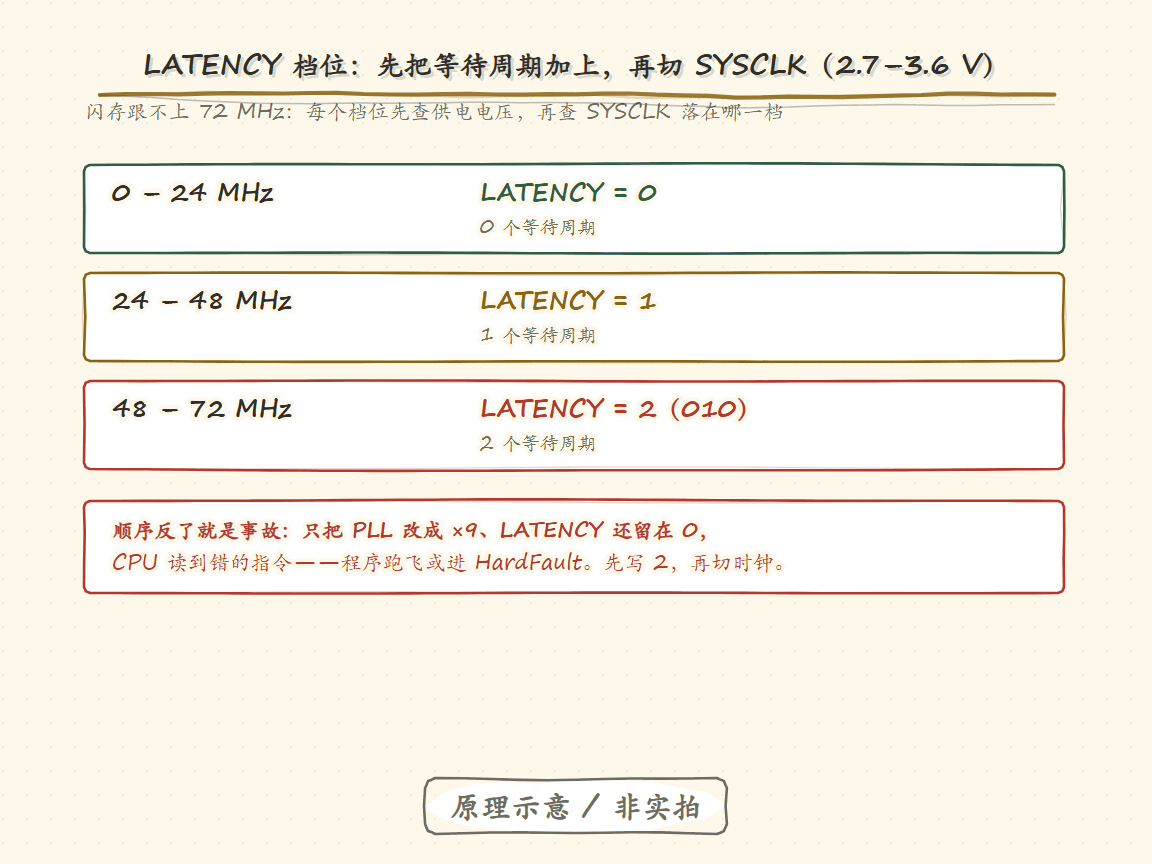 LATENCY 档位：先把等待周期加上，再切 SYSCLK（2.7–3.6 V）
闪存跟不上 72 MHz：每个档位先查供电电压，再查 SYSCLK 落在哪一档
0 – 24 MHz
LATENCY = 0
0 个等待周期
24 – 48 MHz
LATENCY = 1
1 个等待周期
48 – 72 MHz
LATENCY = 2（010）
2 个等待周期
顺序反了就是事故：只把 PLL 改成 ×9、LATENCY 还留在 0，
CPU 读到错的指令——程序跑飞或进 HardFault。先写 2，再切时钟。
原理示意 / 非实拍